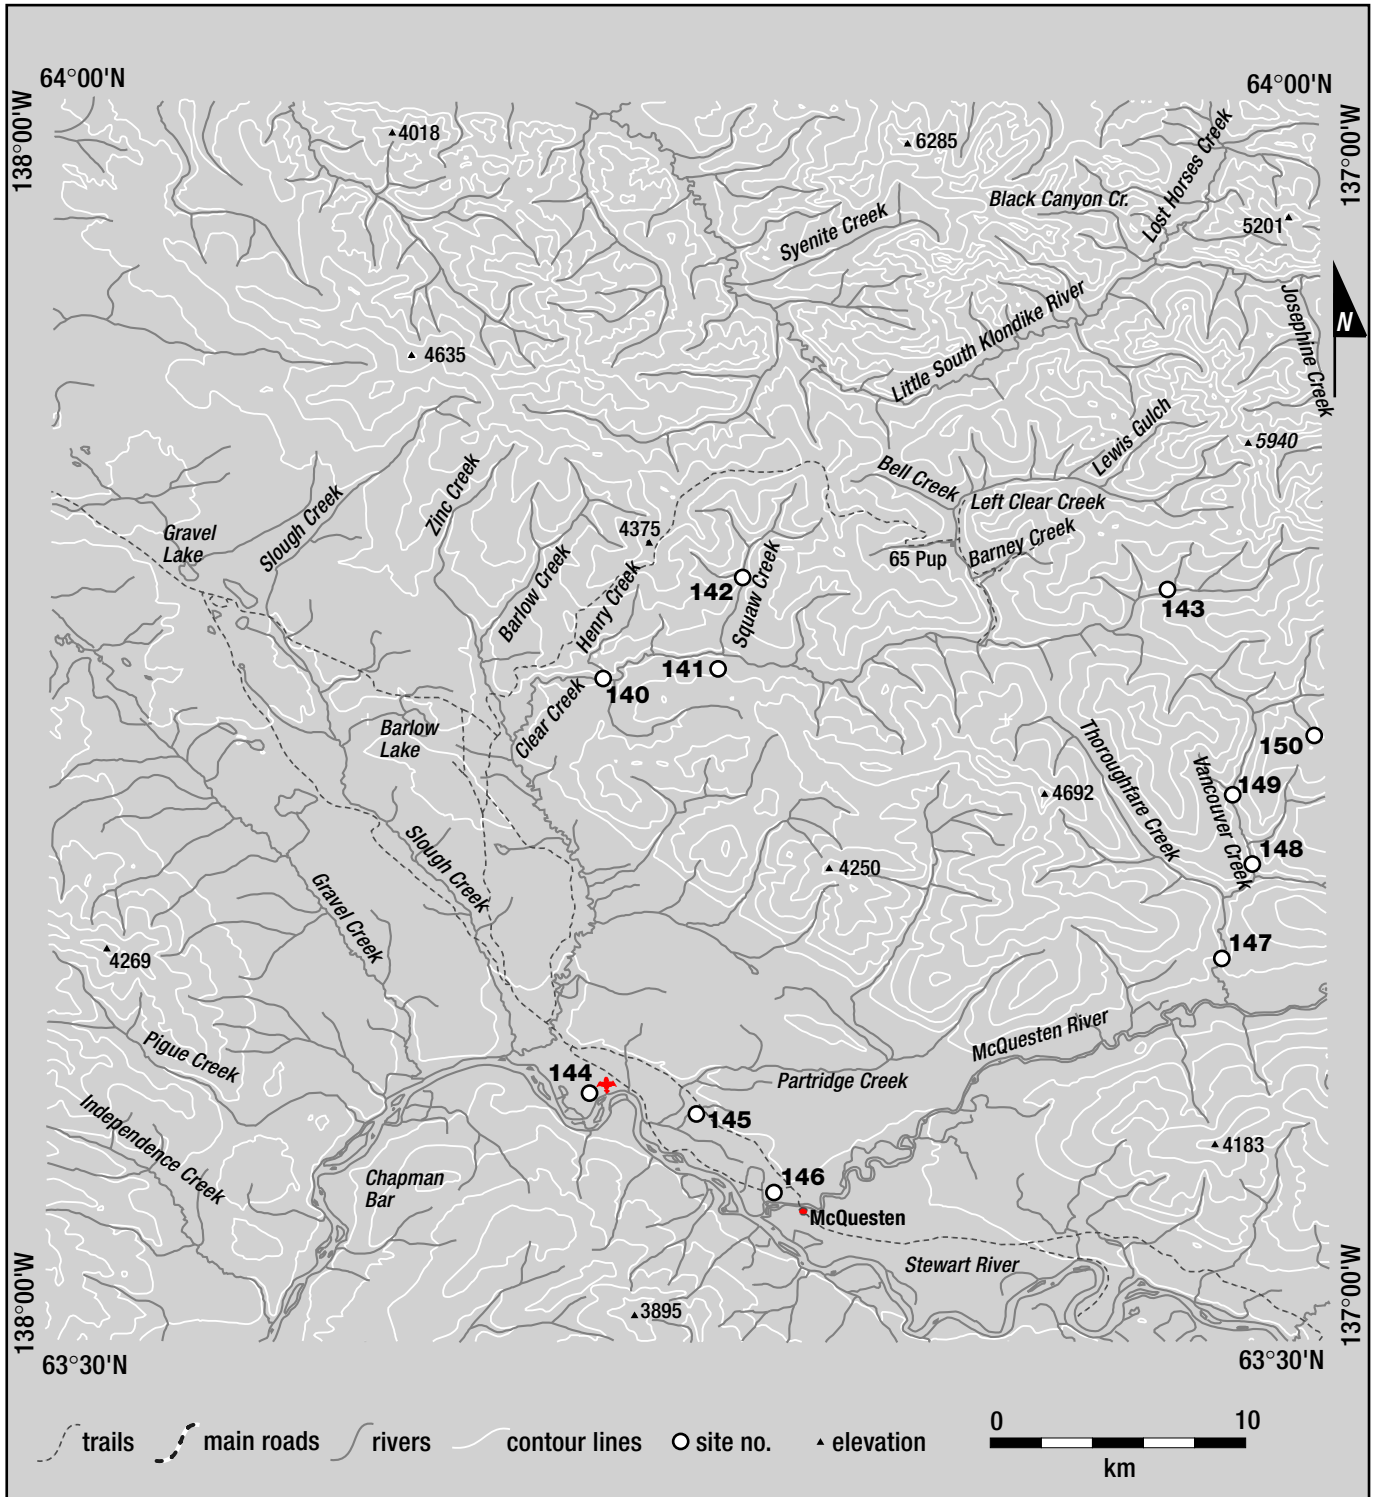 64°00'N
64°00'N
138°00'W
137°00'W
4018
6285
Black Canyon Cr.
Lost Horses Creek
5201
Syenite Creek
Josephine Creek
N
Little South Klondike River
4635
Lewis Gulch
5940
Bell Creek
Left Clear Creek
Zinc Creek
Slough Creek
Gravel
Lake
4375
65 Pup
Barney Creek
Barlow Creek
Henry Creek
142
Squaw Creek
143
141
140
Clear Creek
Barlow
Lake
Thoroughfare Creek
150
Vancouver Creek
149
4692
148
Slough Creek
4250
Gravel Creek
147
4269
Pigue Creek
McQuesten River
144
Partridge Creek
145
Independence Creek
4183
Chapman
Bar
146
McQuesten
Stewart River
3895
138°00'W
137°00'W
63°30'N
63°30'N
trails
main roads
rivers
contour lines
site no.
elevation
0
10
km